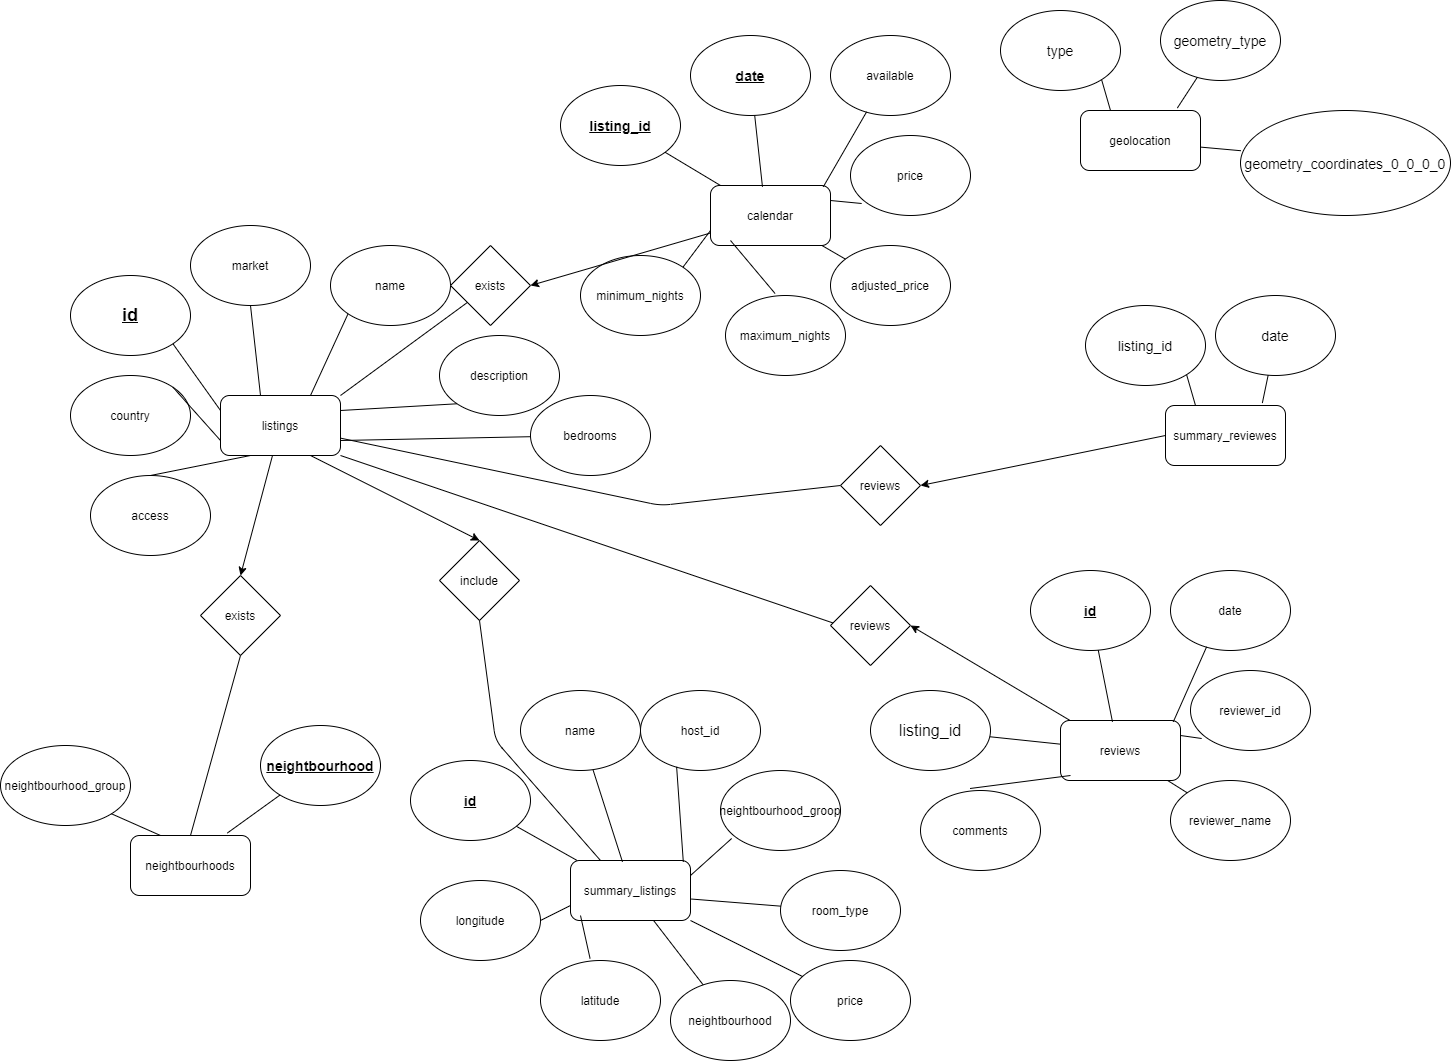 type
geometry_type
date
available
listing_id
geolocation
geometry_coordinates_0_0_0_0
price
calendar
market
name
exists
minimum_nights
adjusted_price
id
maximum_nights
listing_id
date
description
country
listings
bedrooms
summary_reviewes
reviews
access
include
exists
reviews
id
date
reviewer_id
listing_id
name
host_id
reviews
neightbourhood
neightbourhood_group
id
neightbourhood_groop
comments
reviewer_name
neightbourhoods
summary_listings
room_type
longitude
latitude
neightbourhood
price